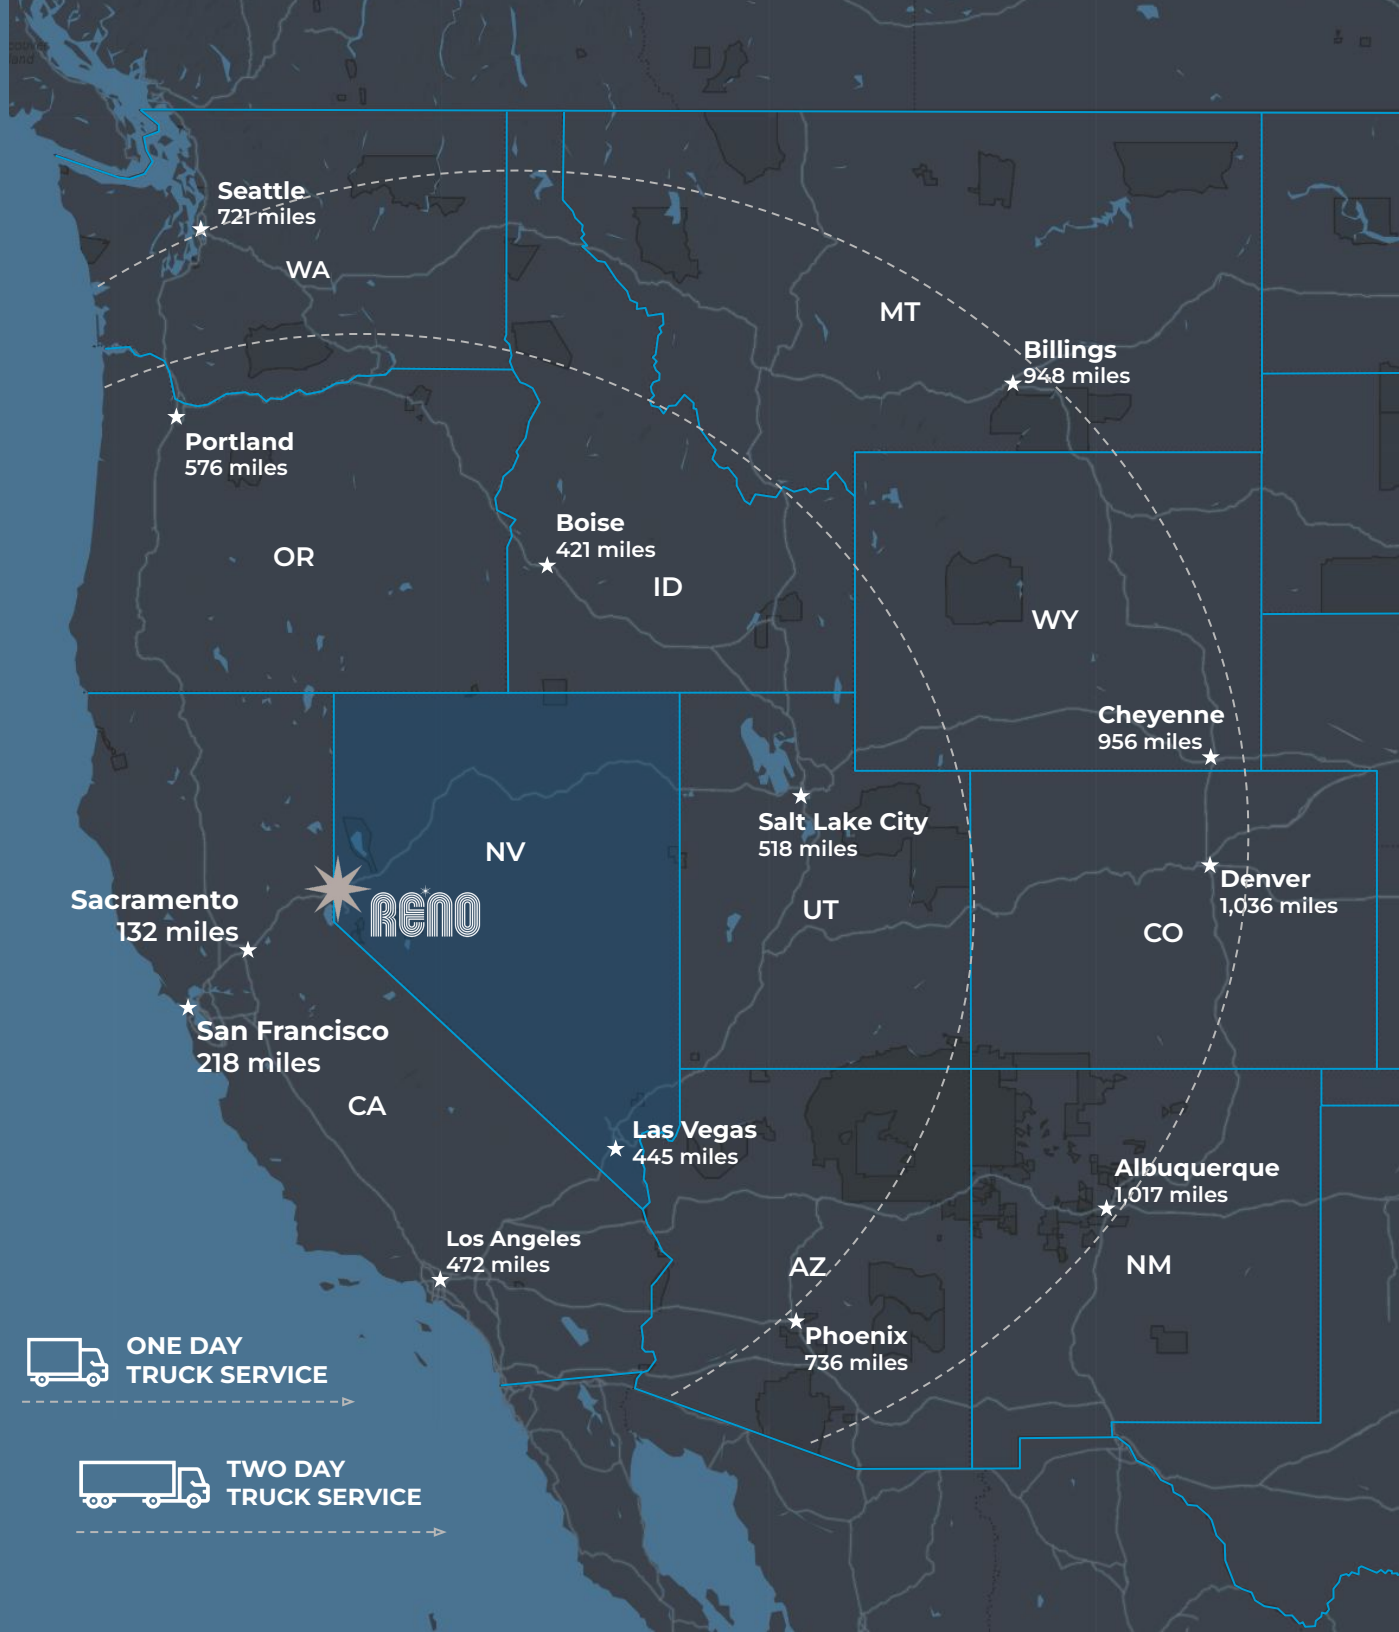 Seattle
721 miles
WA
MT
Billings
948 miles
Portland
576 miles
Boise
421 miles
OR
ID
WY
Cheyenne
956 miles
Salt Lake City
518 miles
NV
RENO
Sacramento
132 miles
UT
Denver
1,036 miles
CO
San Francisco
218 miles
CA
Las Vegas
445 miles
Albuquerque
1,017 miles
Los Angeles
472 miles
AZ
NM
Phoenix
736 miles
ONE DAY
TRUCK SERVICE
TWO DAY
TRUCK SERVICE